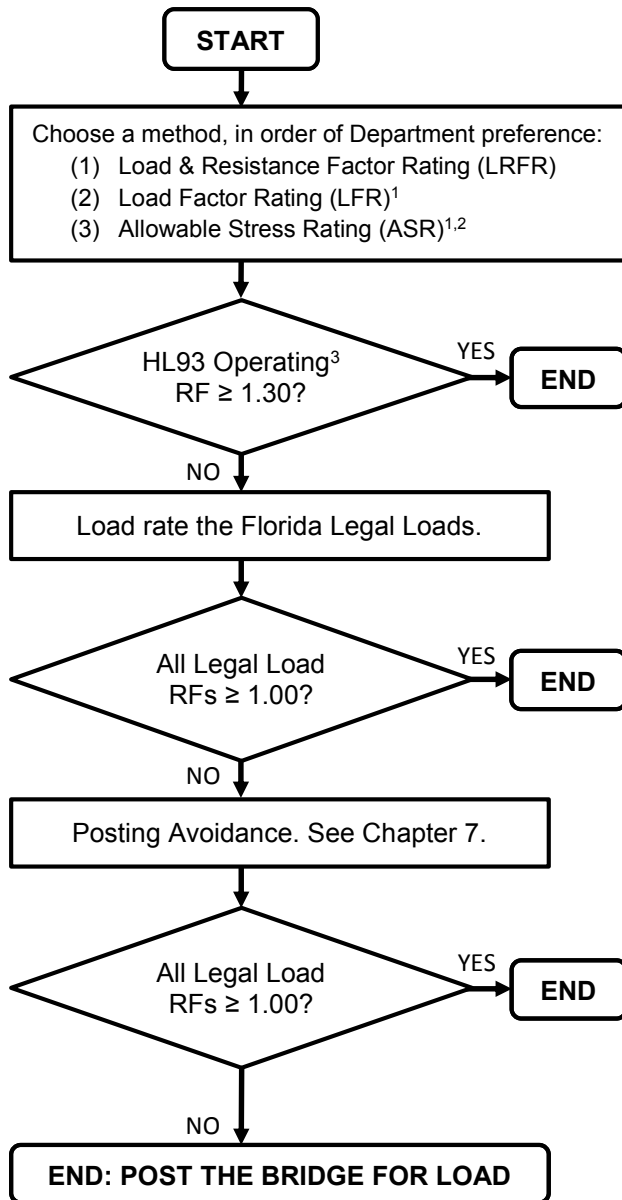 START
Choose a method, in order of Department preference:
(1) Load & Resistance Factor Rating (LRFR)
(2) Load Factor Rating (LFR)¹
(3) Allowable Stress Rating (ASR)¹,²
HL93 Operating³
RF ≥ 1.30?
YES
END
NO
Load rate the Florida Legal Loads.
All Legal Load
RFs ≥ 1.00?
YES
END
NO
Posting Avoidance. See Chapter 7.
All Legal Load
RFs ≥ 1.00?
YES
END
NO
END: POST THE BRIDGE FOR LOAD